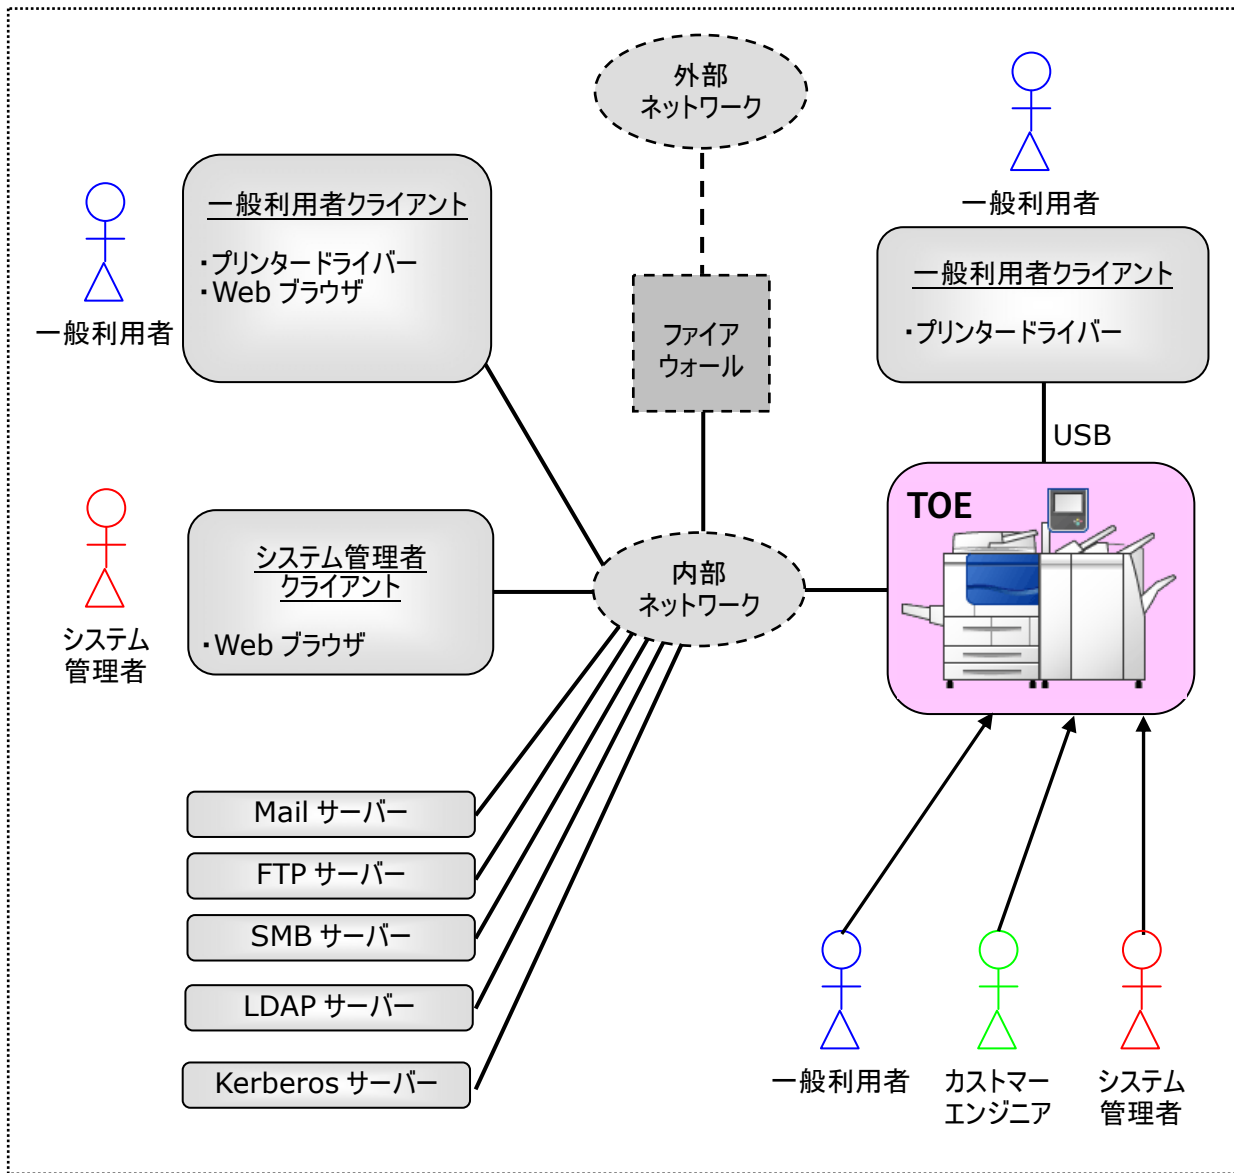 外部
ネットワーク
一般利用者
一般利用者クライアント
・プリンタードライバー
・Web ブラウザ
一般利用者
ファイア
ウォール
一般利用者クライアント
・プリンタードライバー
USB
TOE
システム管理者
クライアント
・Web ブラウザ
システム
管理者
内部
ネットワーク
Mail サーバー
FTP サーバー
SMB サーバー
LDAP サーバー
Kerberos サーバー
一般利用者
カストマー
エンジニア
システム
管理者